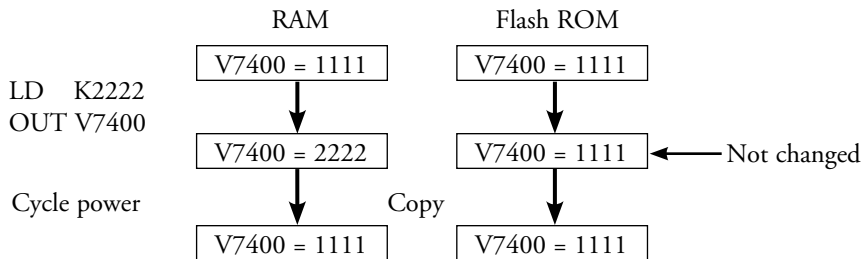 RAM Flash ROM
V7400 = 1111 V7400 = 1111
LD K2222
OUT V7400
V7400 = 2222 V7400 = 1111 Not changed
Cycle power Copy
V7400 = 1111 V7400 = 1111